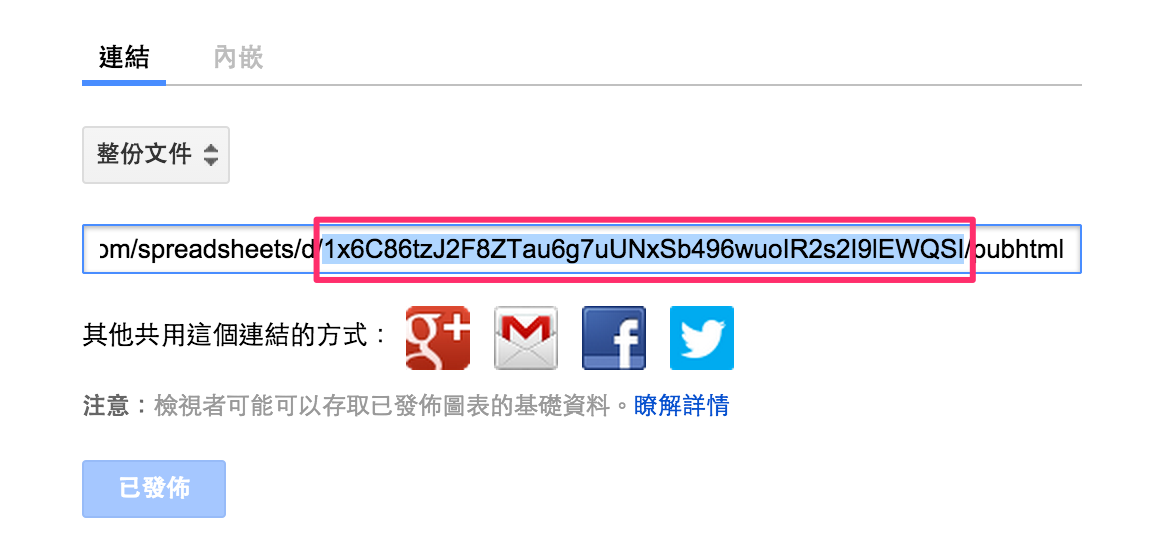 連結 內嵌
整份文件
om/spreadsheets/d/1x6C86tzJ2F8ZTau6g7uUNxSb496wuoIR2s2I9lEWQSI/pubhtml
其他共用這個連結的方式： g+ M f
注意：檢視者可能可以存取已發佈圖表的基礎資料。瞭解詳情
已發佈